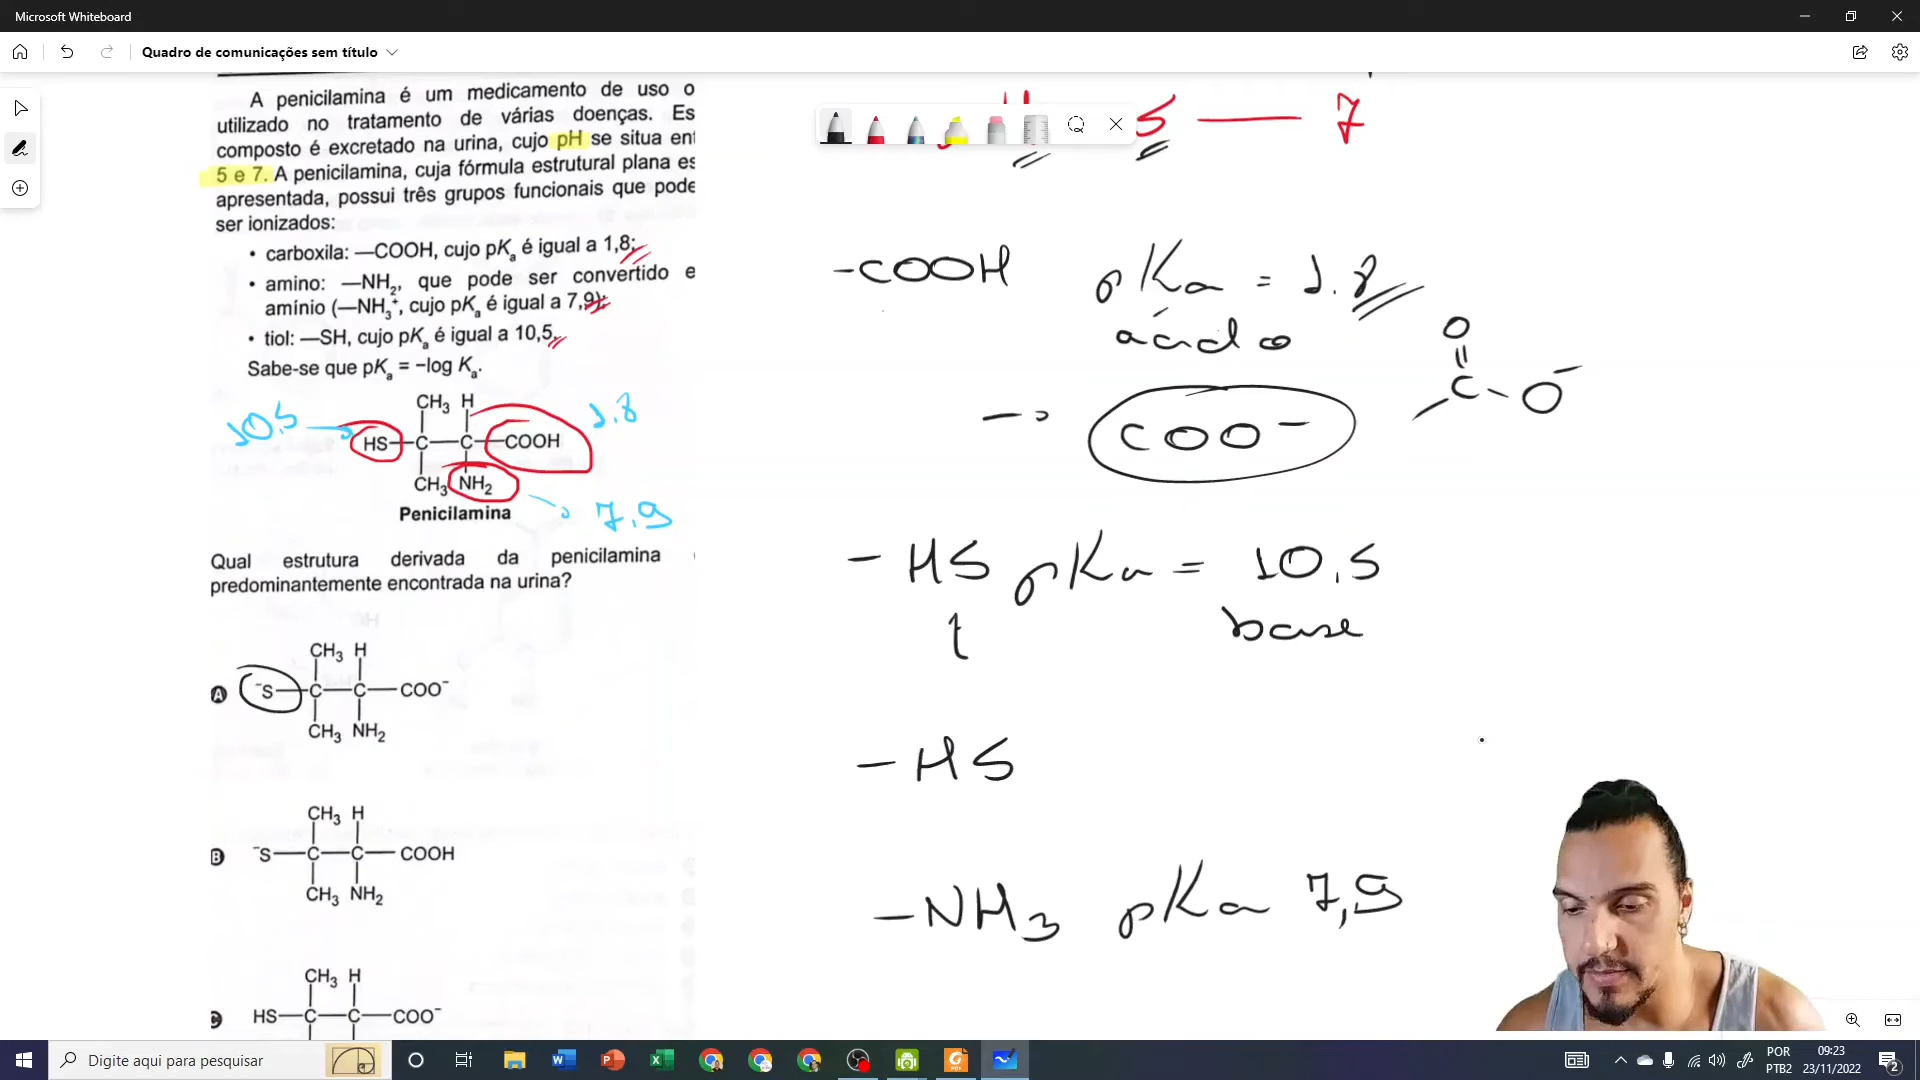 Microsoft Whiteboard
Quadro de comunicações sem título
A penicilamina é um medicamento de uso o
utilizado no tratamento de várias doenças. Es
composto é excretado na urina, cujo pH se situa ent
5 e 7. A penicilamina, cuja fórmula estrutural plana es
apresentada, possui três grupos funcionais que pode
ser ionizados:
• carboxila: —COOH, cujo pKa é igual a 1,8;
• amino: —NH2, que pode ser convertido e
amínio (—NH3+, cujo pKa é igual a 7,9);
• tiol: —SH, cujo pKa é igual a 10,5.
Sabe-se que pKa = −log Ka.
10,5
1.8
CH3 H
HS—C—C—COOH
CH3 NH2
7.9
Penicilamina
Qual estrutura derivada da penicilamina
predominantemente encontrada na urina?
CH3 H
A ⁻S—C—C—COO⁻
CH3 NH2
CH3 H
B ⁻S—C—C—COOH
CH3 NH2
CH3 H
C HS—C—C—COO⁻
5 — 7
-COOH pKa = 1.8
ácido
COO⁻
O
C - O⁻
- HS pKa = 10.5
base
- HS
- NH3 pKa 7,9
Digite aqui para pesquisar
POR
PTB2
09:23
23/11/2022
2